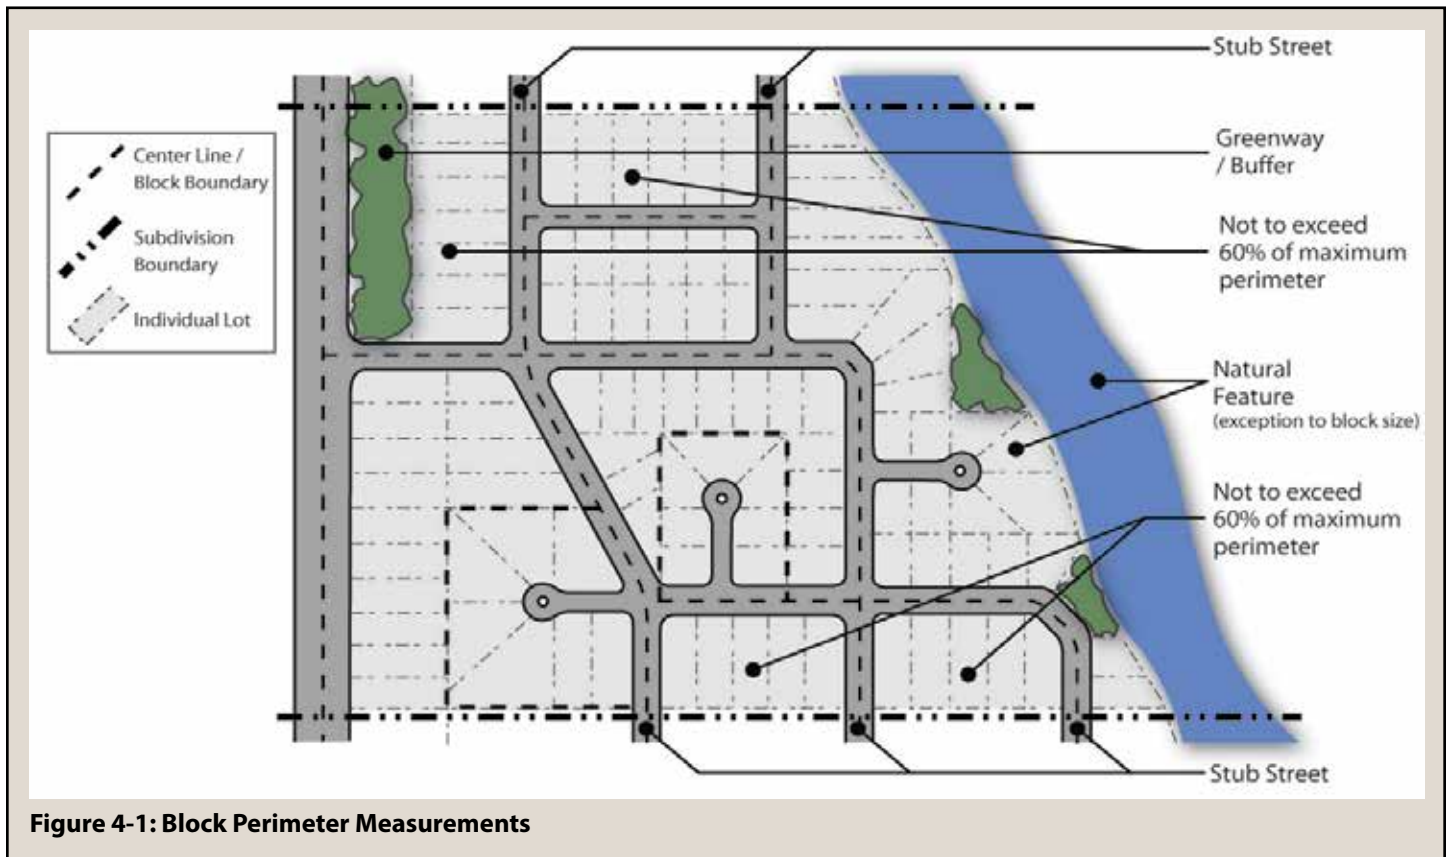 Stub Street
Center Line /
Block Boundary
Subdivision
Boundary
Individual Lot
Greenway
/ Buffer
Not to exceed
60% of maximum
perimeter
Natural
Feature
(exception to block size)
Not to exceed
60% of maximum
perimeter
Stub Street
Figure 4-1: Block Perimeter Measurements